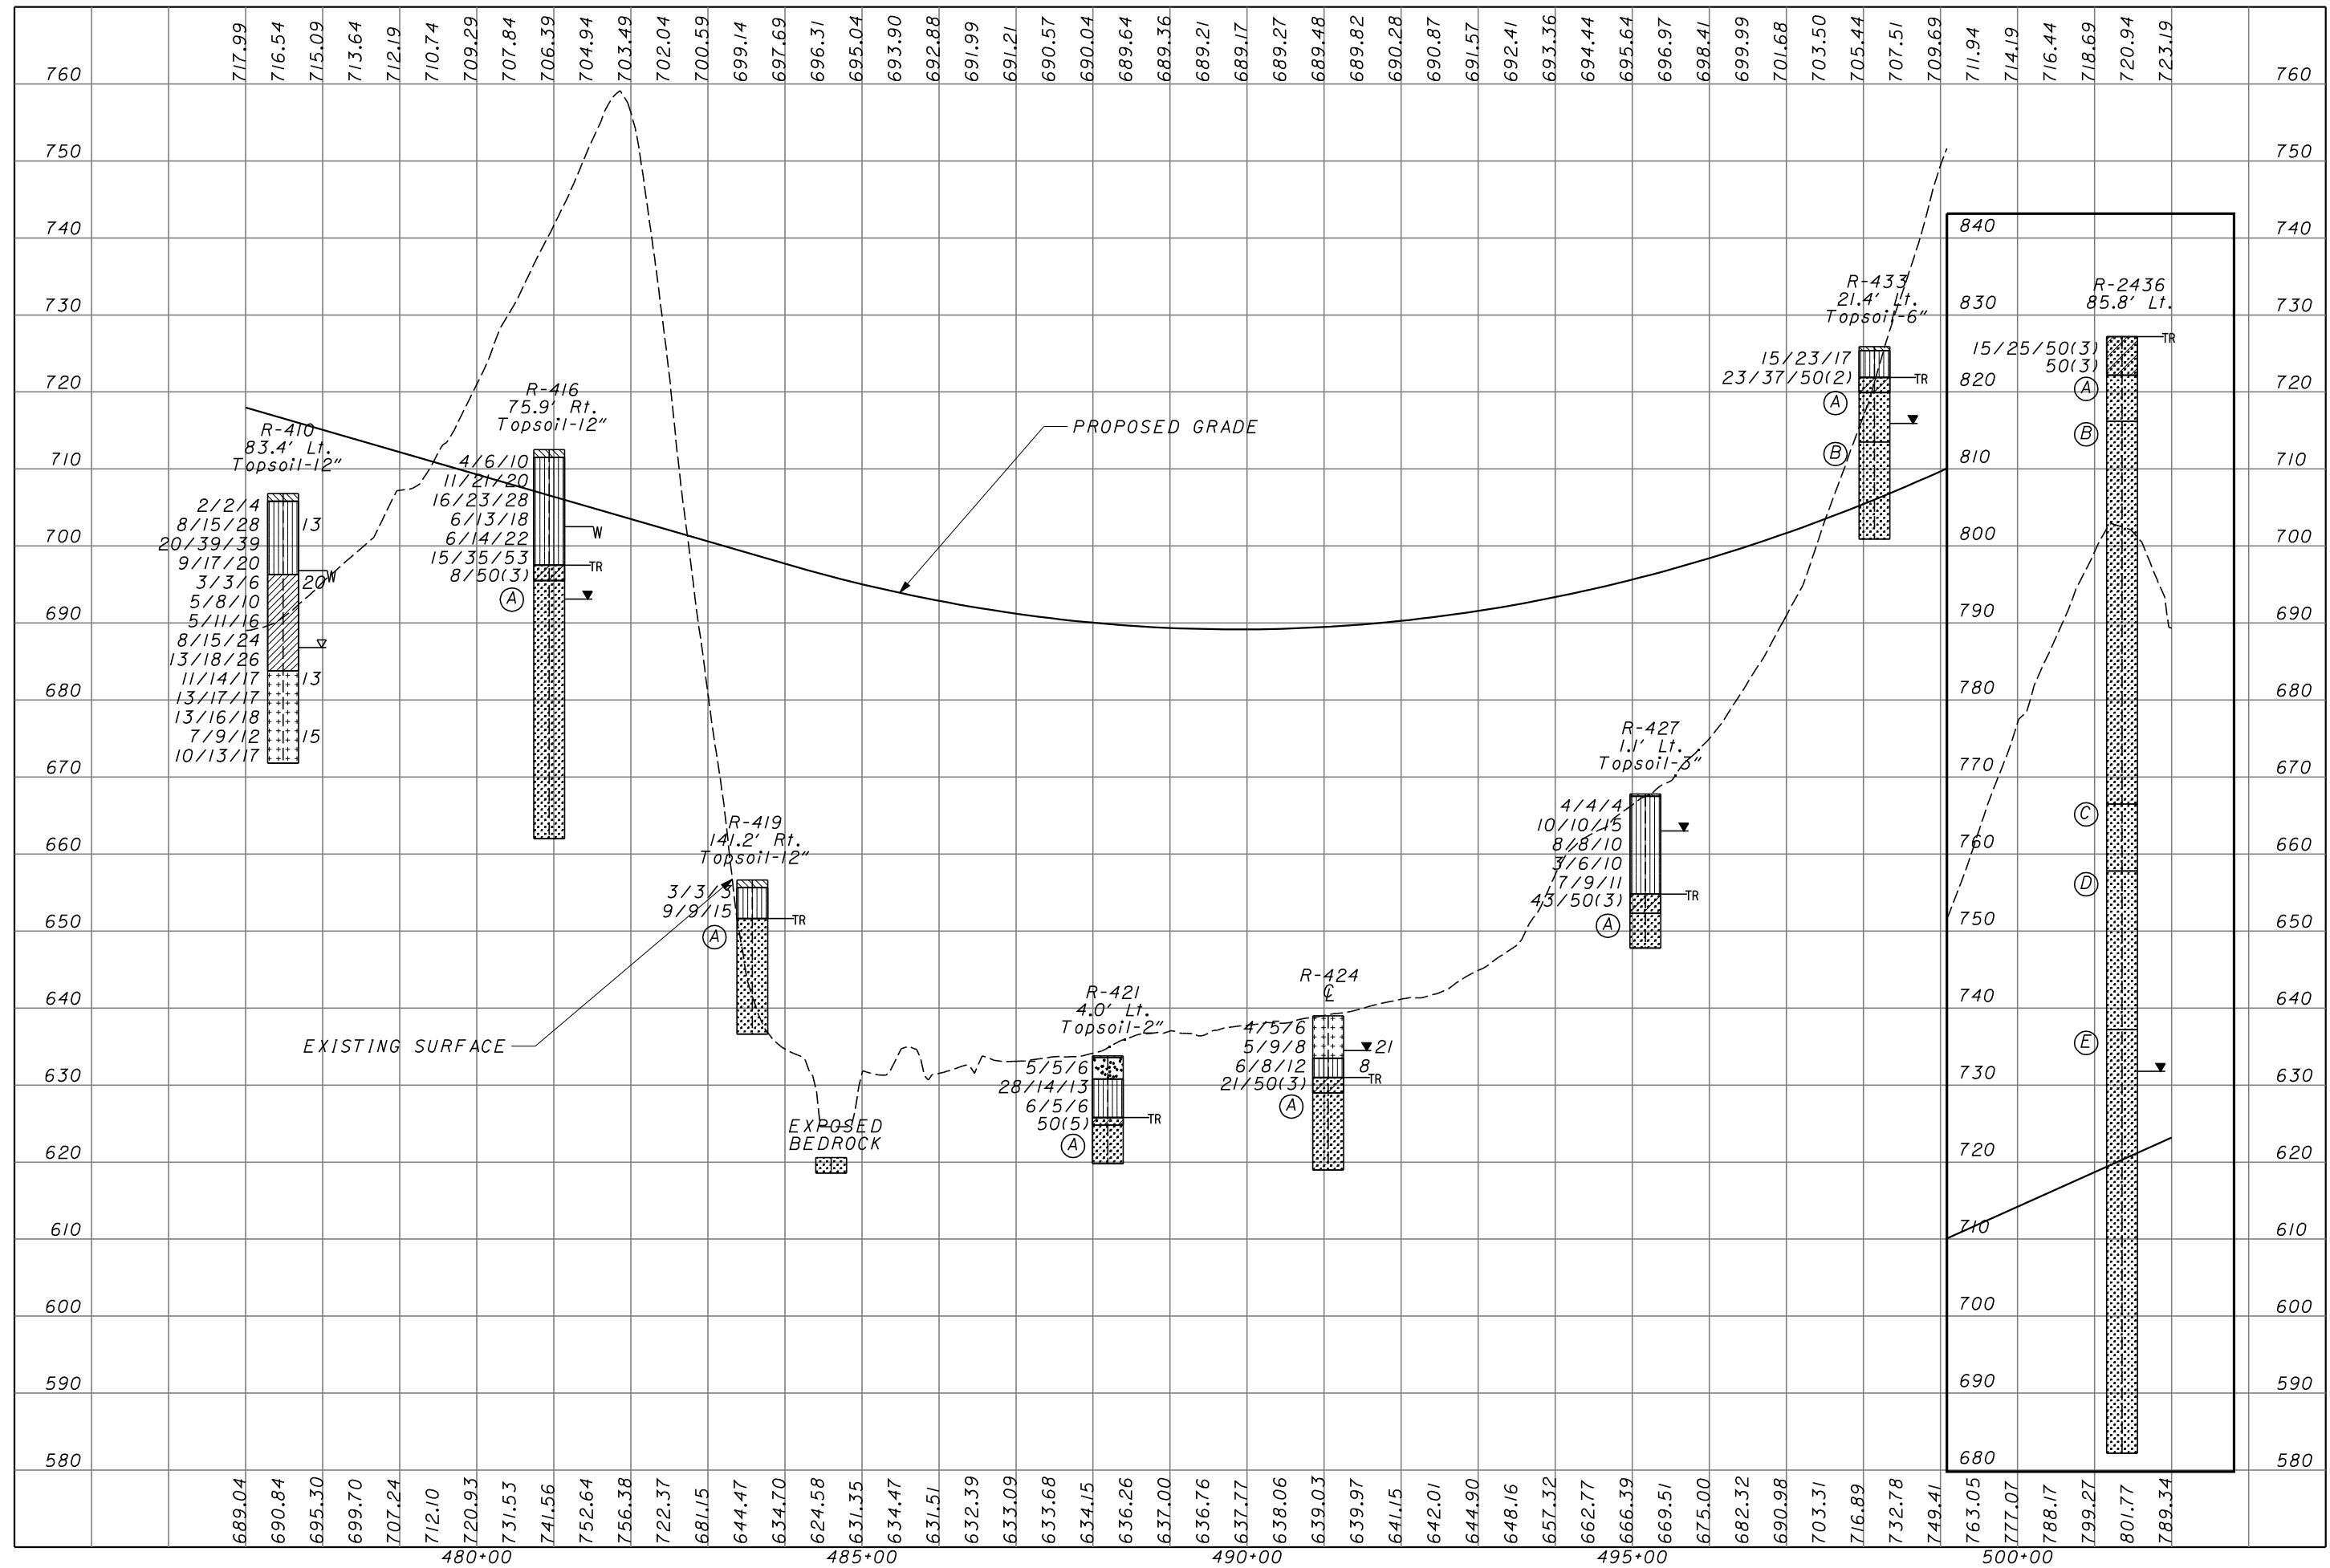 717.99 716.54 715.09 713.64 712.19 710.74 709.29 707.84 706.39 704.94 703.49 702.04 700.59 699.14 697.69 696.31 695.04 693.90 692.88 691.99 691.21 690.57 690.04 689.64 689.36 689.21 689.17 689.27 689.48 689.82 690.28 690.87 691.57 692.41 693.36 694.44 695.64 696.97 698.41 699.99 701.68 703.50 705.44 707.51 709.69 711.94 714.19 716.44 718.69 720.94 723.19
760
750
740
730
720
710
700
690
680
670
660
650
640
630
620
610
600
590
580
R-410
83.4' Lt.
Topsoil-12"
2/2/4
8/15/28 13
20/39/39
9/17/20
W
3/3/6 20
5/8/10
5/11/16
8/15/24
13/18/26
11/14/17 13
13/17/17
13/16/18
7/9/12 15
10/13/17
R-416
75.9' Rt.
Topsoil-12"
4/6/10
11/21/20
16/23/28
6/13/18
W
6/14/22
15/35/53
TR
8/50(3)
A
R-419
141.2' Rt.
Topsoil-12"
3/3/3
9/9/15
TR
A
EXISTING SURFACE
PROPOSED GRADE
EXPOSED
BEDROCK
R-421
4.0' Lt.
Topsoil-2"
5/5/6
28/14/13
6/5/6
TR
50(5)
A
R-424
℄
4/5/6
5/9/8 21
6/8/12 8
TR
21/50(3)
A
R-427
1.1' Lt.
Topsoil-3"
4/4/4
10/10/15
8/8/10
3/6/10
7/9/11
TR
43/50(3)
A
R-433
21.4' Lt.
Topsoil-6"
15/23/17
23/37/50(2) TR
A
B
840
830
820
810
800
790
780
770
760
750
740
730
720
710
700
690
680
R-2436
85.8' Lt.
TR
15/25/50(3)
50(3)
A
B
C
D
E
760
750
740
730
720
710
700
690
680
670
660
650
640
630
620
610
600
590
580
689.04 690.84 695.30 699.70 707.24 712.10 720.93 731.53 741.56 752.64 756.38 722.37 681.15 644.47 634.70 624.58 631.35 634.47 631.51 632.39 633.09 633.68 634.15 636.26 637.00 636.76 637.77 638.06 639.03 639.97 641.15 642.01 644.90 648.16 657.32 662.77 666.39 669.51 675.00 682.32 690.98 703.31 716.89 732.78 749.41 763.05 777.07 788.17 799.27 801.77 789.34
480+00 485+00 490+00 495+00 500+00